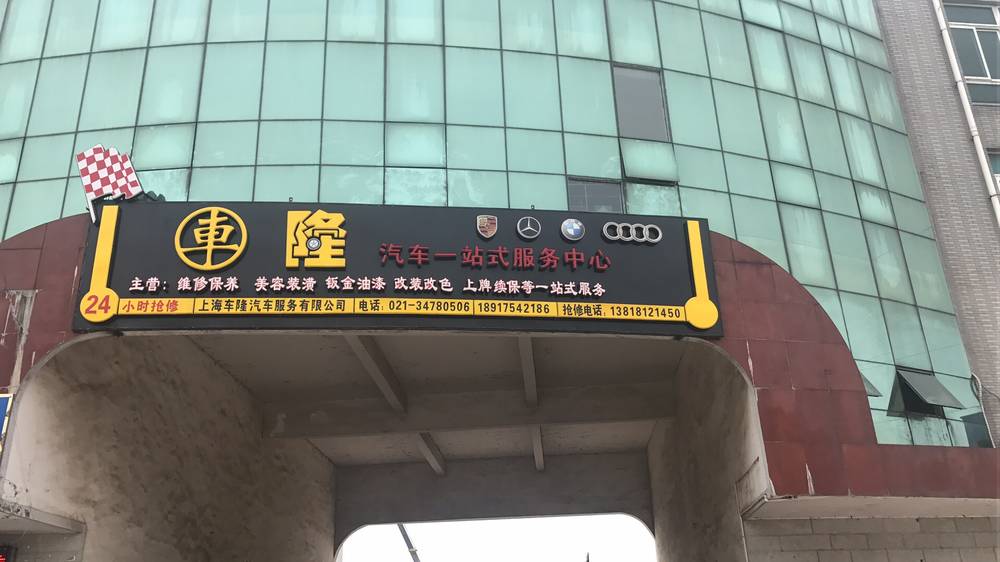 車隆
汽车一站式服务中心
主营：维修保养 美容装潢 钣金油漆 改装改色 上牌续保等一站式服务
24小时抢修 上海车隆汽车服务有限公司 电话：021-34780506 18917542186 抢修电话：13818121450